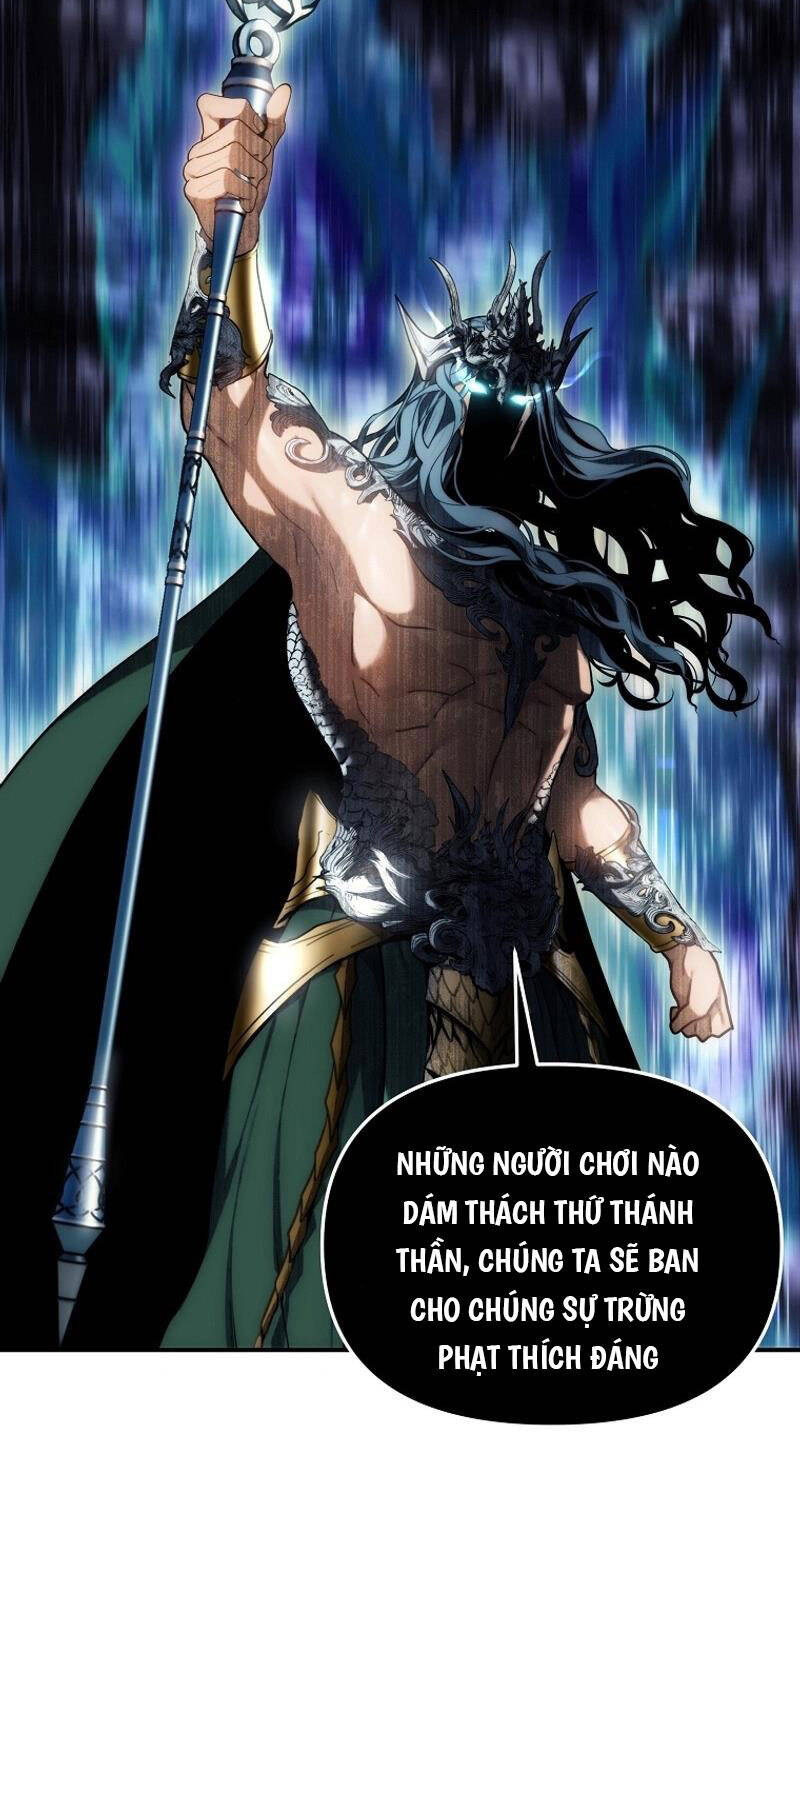 NHỮNG NGƯỜI CHƠI NÀO
DÁM THÁCH THỨ THÁNH
THẦN, CHÚNG TA SẼ BAN
CHO CHÚNG SỰ TRỪNG
PHẠT THÍCH ĐÁNG